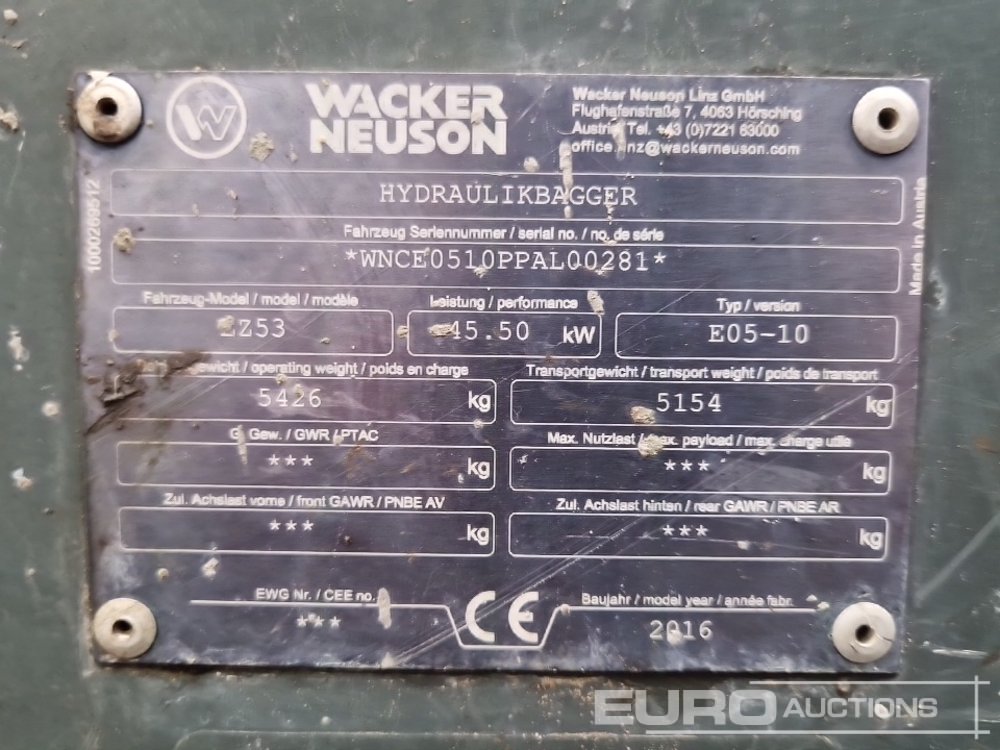 WACKER
NEUSON
Wacker Neuson Linz GmbH
Flughafenstraße 7, 4063 Hörsching
Austria Tel. +43 (0)7221 63000
office.linz@wackerneuson.com
HYDRAULIKBAGGER
Fahrzeug Seriennummer / serial no. / no. de série
*WNCE0510PPAL00281*
Fahrzeug-Model / model / modèle
EZ53
Leistung / performance
45.50 kW
Typ / version
E05-10
/ operating weight / poids en charge
5426 kg
Transportgewicht / transport weight / poids de transport
5154 kg
Gew. / GWR / PTAC
*** kg
Max. Nutzlast / max. payload / max. charge utile
*** kg
Zul. Achslast vorne / front GAWR / PNBE AV
*** kg
Zul. Achslast hinten / rear GAWR / PNBE AR
*** kg
EWG Nr. / CEE no.
***
CE
Baujahr / model year / année fabr.
2016
1000269512
Made in Austria
EURO AUCTIONS